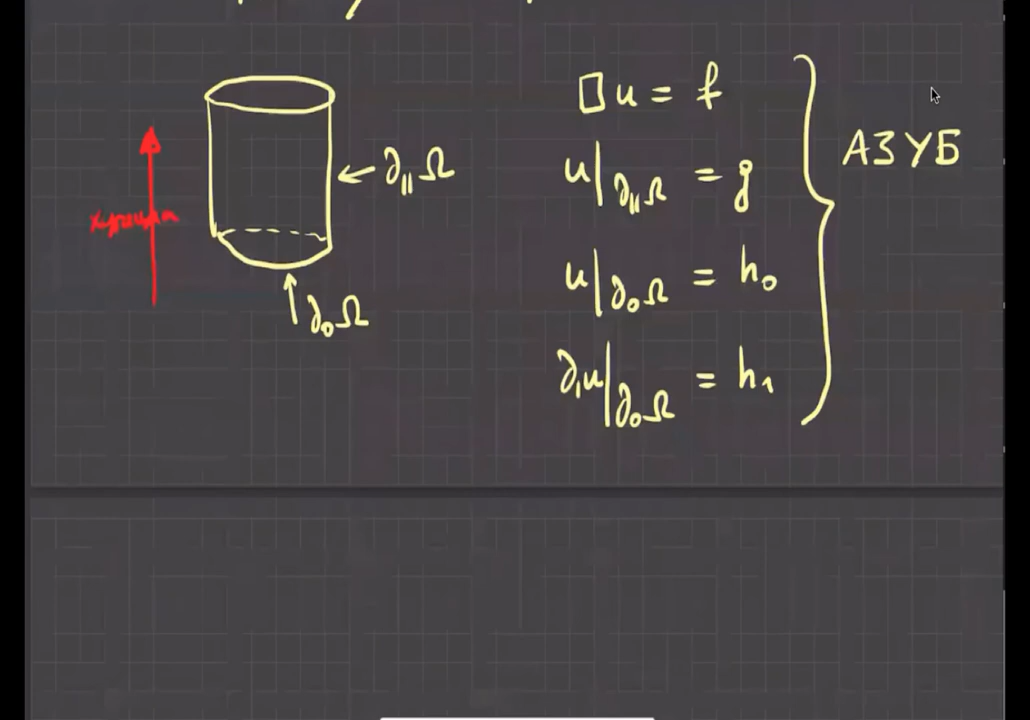 □u = f
u|∂∥Ω = g
u|∂₀Ω = h₀
∂₁u|∂₀Ω = h₁
АЗУБ
← ∂∥Ω
↑ ∂₀Ω